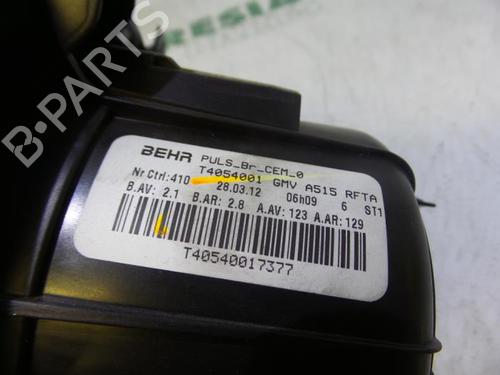 BEHR PULS_Br_CEM_0
T4054001 GMV A515 RFTA
Nr Ctrl:410 28.03.12 06h09 6 ST1
B.AV: 2.1 B.AR: 2.8 A.AV: 123 A.AR: 129
T40540017377
B-PARTS